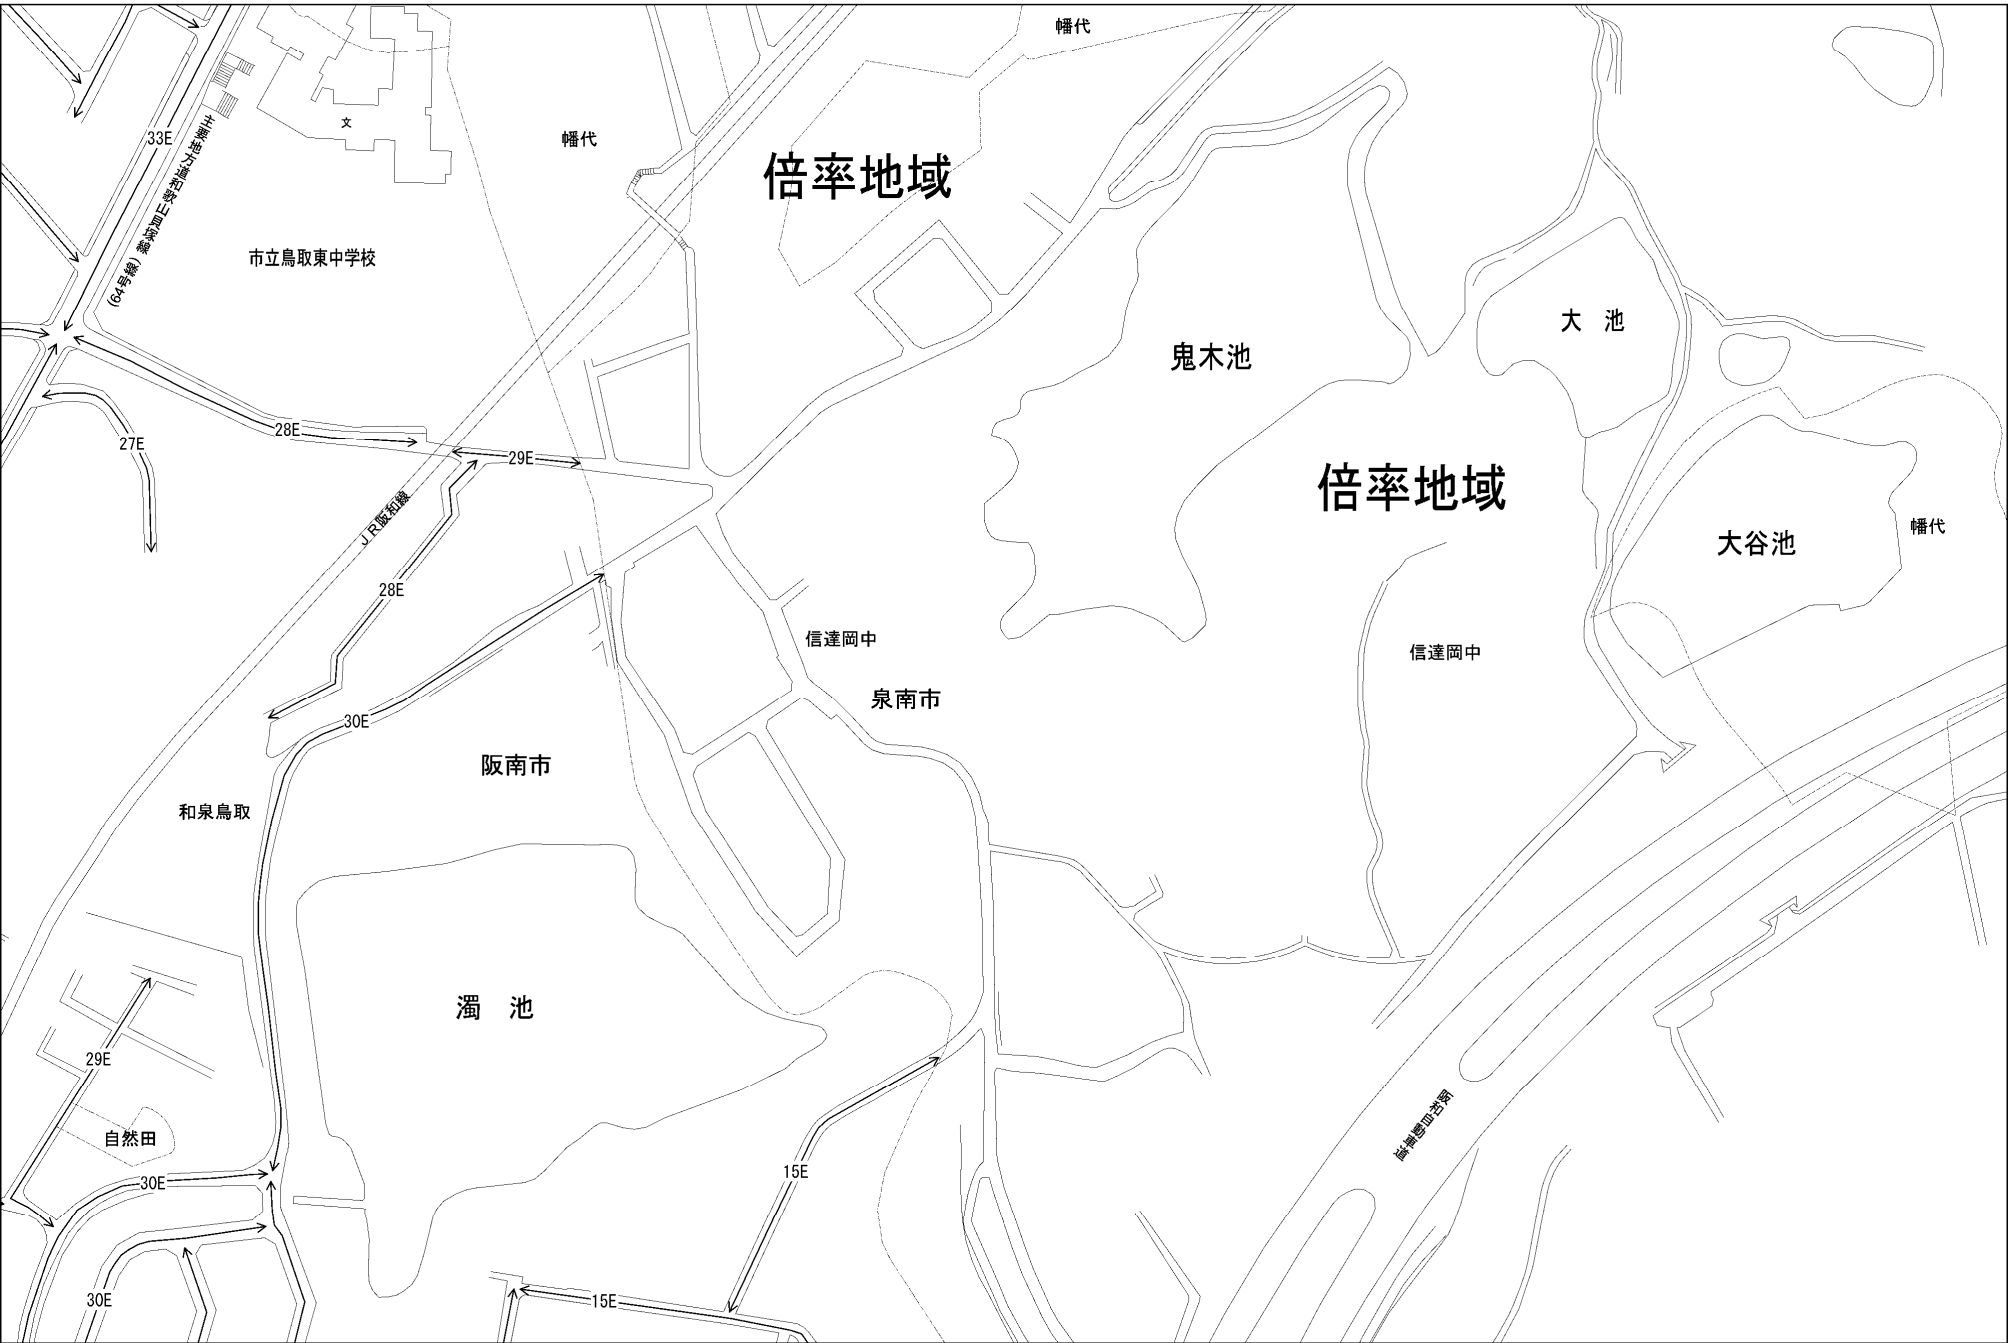 幡代
33E
文
幡代
主要地方道和歌山貝塚線
(64号線)
倍率地域
市立鳥取東中学校
大　池
鬼木池
28E
27E
29E
倍率地域
ＪＲ阪和線
大谷池
幡代
28E
信達岡中
信達岡中
泉南市
30E
阪南市
和泉鳥取
濁　池
29E
阪和自動車道
自然田
15E
30E
30E
15E